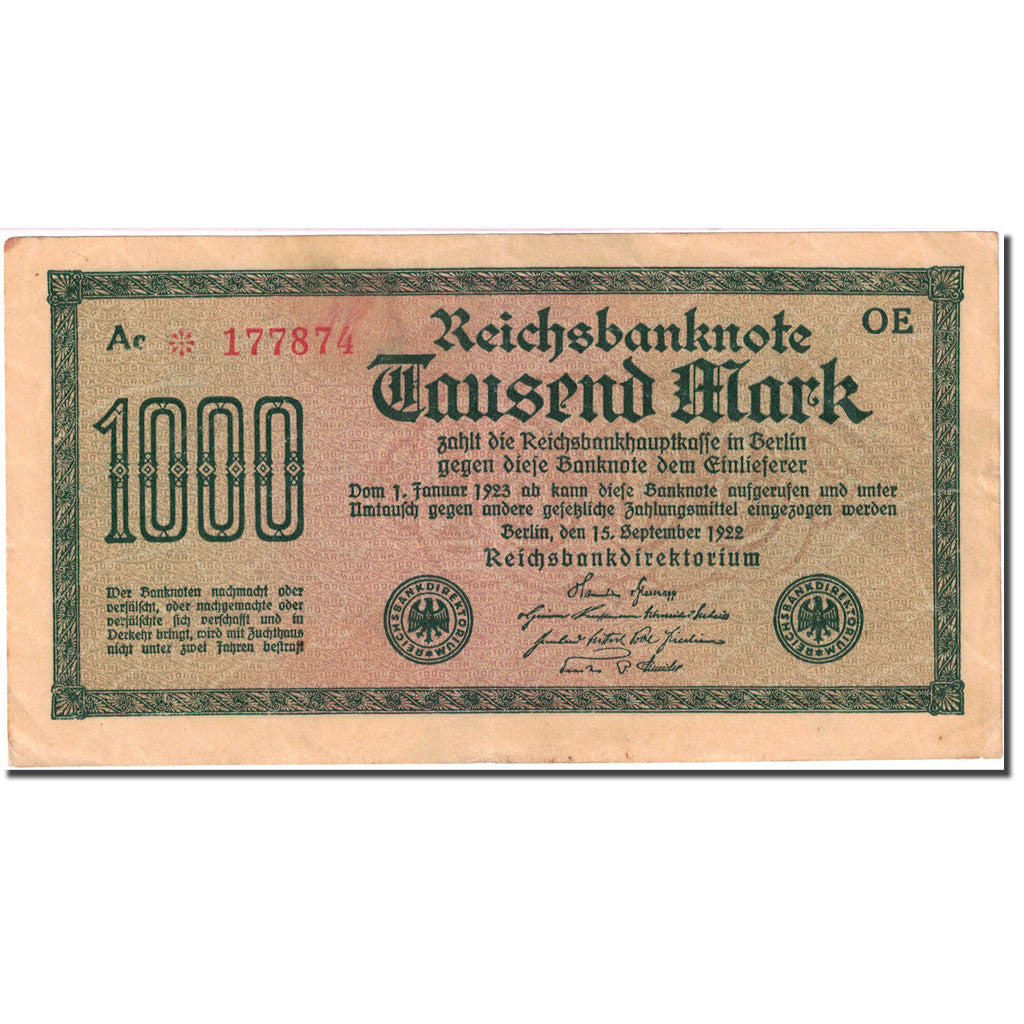 Ac * 177874
OE
Reichsbanknote
Tausend Mark
1000
zahlt die Reichsbankhauptkasse in Berlin
gegen diese Banknote dem Einlieferer
Vom 1. Januar 1923 ab kann diese Banknote aufgerufen und unter
Umtausch gegen andere gesetzliche Zahlungsmittel eingezogen werden
Berlin, den 15. September 1922
Reichsbankdirektorium
Wer Banknoten nachmacht oder
verfälscht, oder nachgemachte oder
verfälschte sich verschafft und in
Verkehr bringt, wird mit Zuchthaus
nicht unter zwei Jahren bestraft
REICHSBANKDIREKTORIUM
REICHSBANKDIREKTORIUM